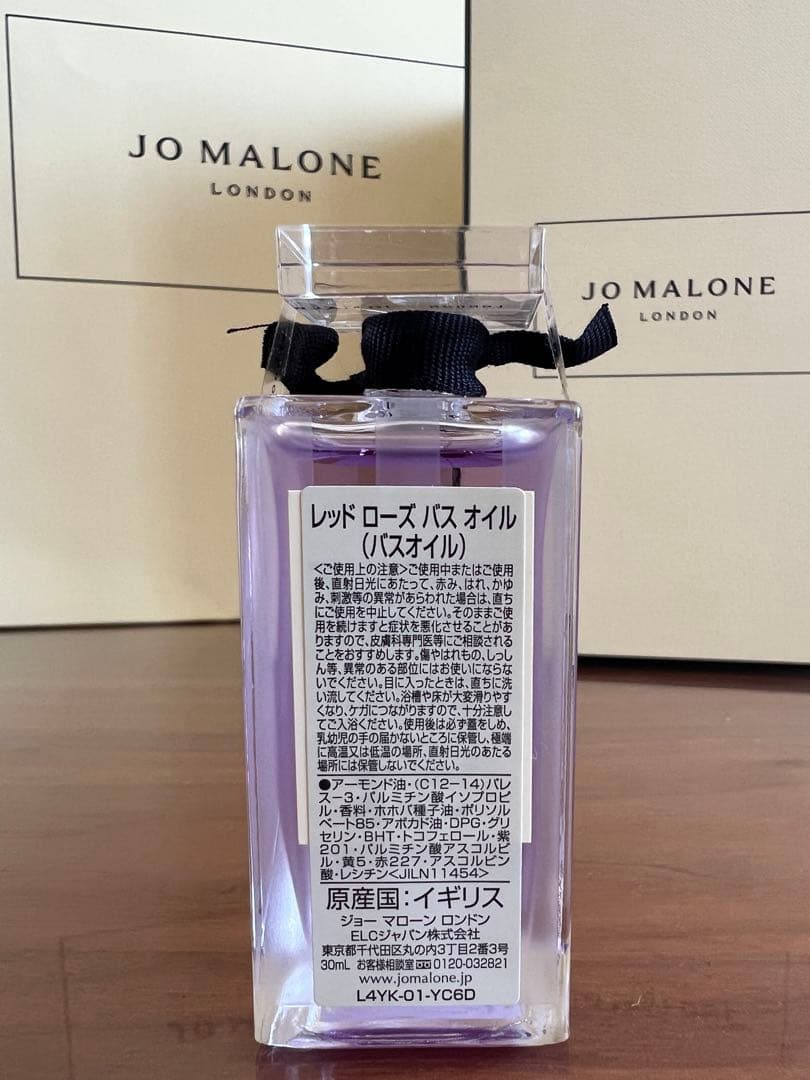 JO MALONE
LONDON
JO MALONE
LONDON
レッド ローズ バス オイル
(バスオイル)
<ご使用上の注意>ご使用中またはご使用
後、直射日光にあたって、赤み、はれ、かゆ
み、刺激等の異常があらわれた場合は、直ち
にご使用を中止してください。そのままご使
用を続けますと症状を悪化させることがあ
りますので、皮膚科専門医等にご相談される
ことをおすすめします。傷やはれもの、しっし
ん等、異常のある部位にはお使いにならな
いでください。目に入ったときは、直ちに洗
い流してください。浴槽や床が大変滑りやす
くなり、ケガにつながりますので、十分注意し
てご入浴ください。使用後は必ず蓋をしめ、
乳幼児の手の届かないところに保管し、極端
に高温又は低温の場所、直射日光のあたる
場所には保管しないでください。
●アーモンド油・(C12-14)パレ
ス-3・パルミチン酸イソプロピ
ル・香料・ホホバ種子油・ポリソル
ベート85・アボカド油・DPG・グリ
セリン・BHT・トコフェロール・紫
201・パルミチン酸アスコルビ
ル・黄5・赤227・アスコルビン
酸・レシチン<JILN11454>
原産国:イギリス
ジョー マローン ロンドン
ELCジャパン株式会社
東京都千代田区丸の内3丁目2番3号
30mL お客様相談室 0120-032821
www.jomalone.jp
L4YK-01-YC6D